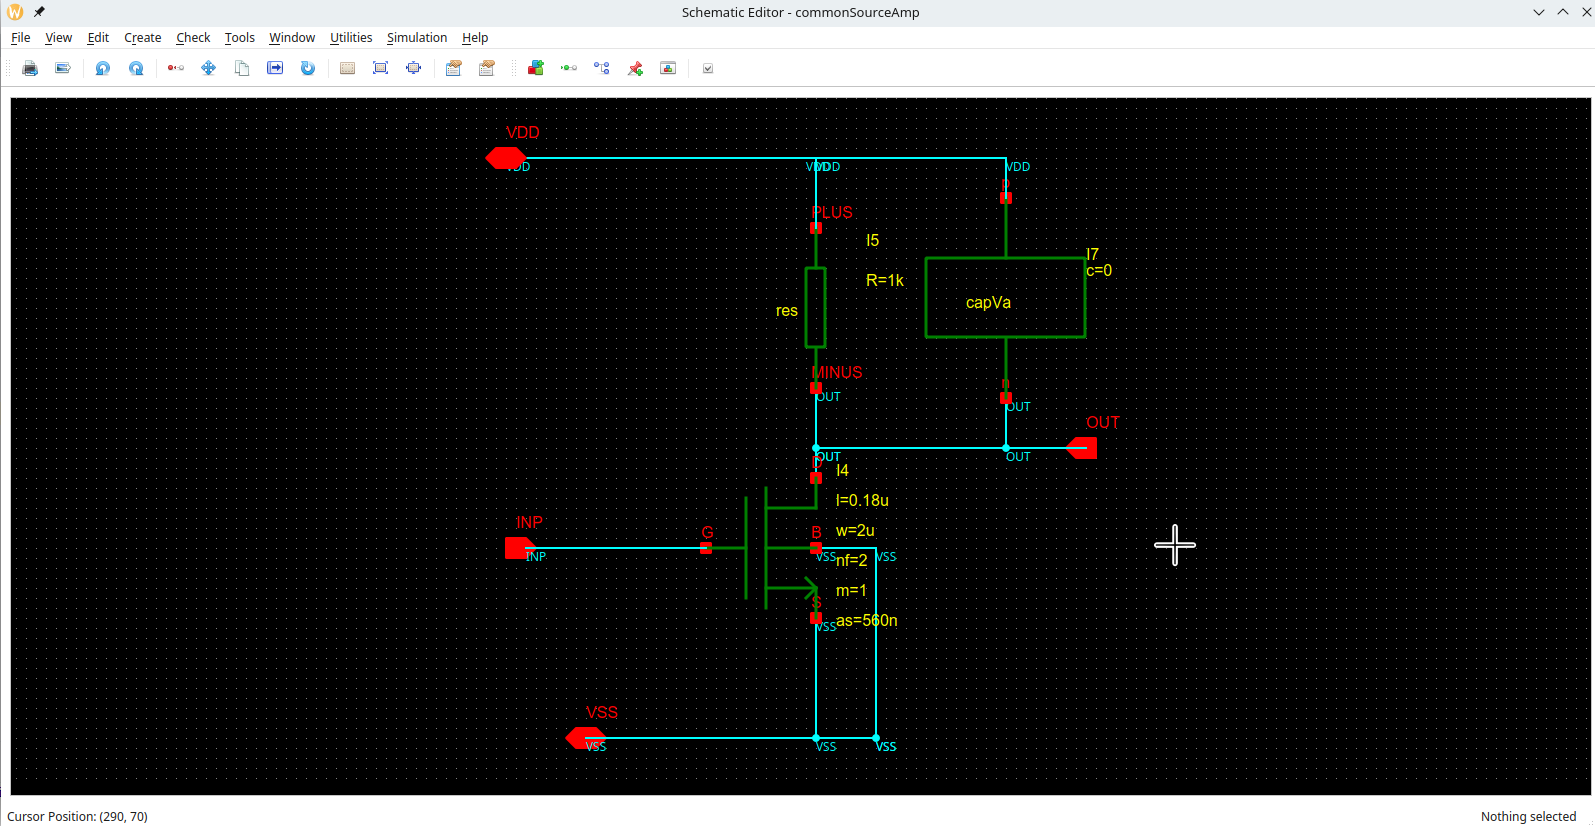 Schematic Editor - commonSourceAmp
File View Edit Create Check Tools Window Utilities Simulation Help
VDD
VDD
VDD
VDD
VDD
p
PLUS
I5
I7
c=0
R=1k
capVa
res
MINUS
n
OUT
OUT
OUT
OUT
OUT
D
I4
l=0.18u
INP
G
B
w=2u
INP
VSS
nf=2
VSS
m=1
S
as=560n
VSS
VSS
VSS
VSS
VSS
Cursor Position: (290, 70)
Nothing selected